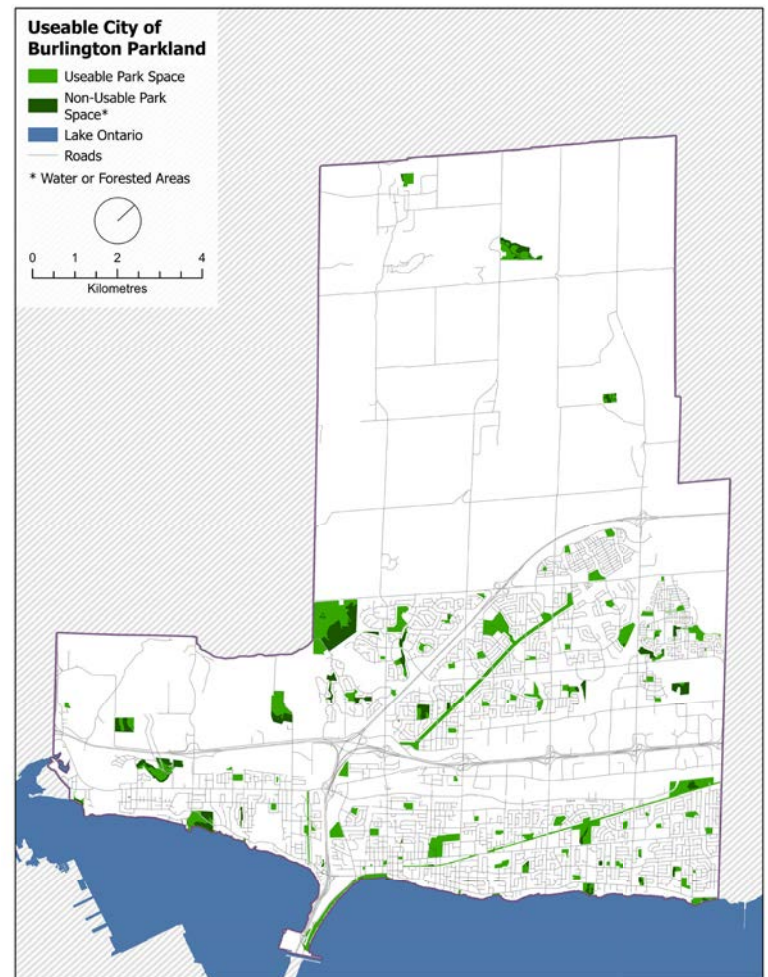 Useable City of
Burlington Parkland
Useable Park Space
Non-Usable Park
Space*
Lake Ontario
Roads
* Water or Forested Areas
0 1 2 4
Kilometres